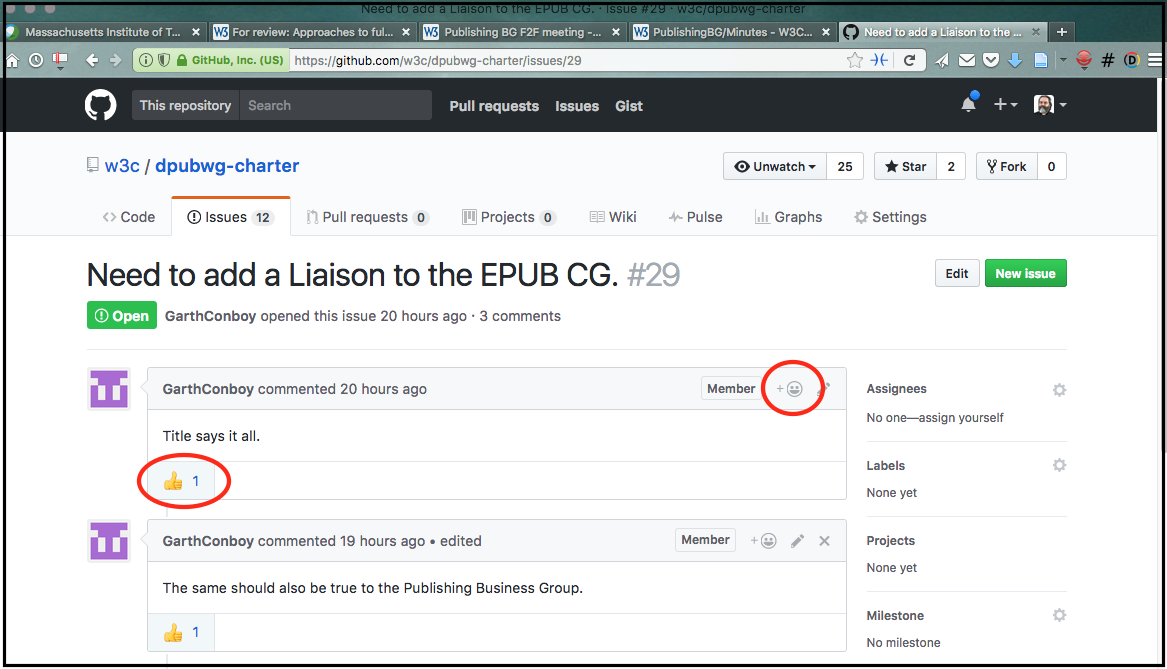 Need to add a Liaison to the EPUB CG. · Issue #29 · w3c/dpubwg-charter
Massachusetts Institute of T... × W3 For review: Approaches to ful... × W3 Publishing BG F2F meeting -... × W3 PublishingBG/Minutes - W3C... × Need to add a Liaison to the ... × +
GitHub, Inc. (US) https://github.com/w3c/dpubwg-charter/issues/29
This repository Search Pull requests Issues Gist
w3c / dpubwg-charter Unwatch 25 Star 2 Fork 0
Code Issues 12 Pull requests 0 Projects 0 Wiki Pulse Graphs Settings
Need to add a Liaison to the EPUB CG. #29 Edit New issue
Open GarthConboy opened this issue 20 hours ago · 3 comments
GarthConboy commented 20 hours ago Member +
Title says it all.
👍 1
GarthConboy commented 19 hours ago • edited Member +
The same should also be true to the Publishing Business Group.
👍 1
Assignees
No one—assign yourself
Labels
None yet
Projects
None yet
Milestone
No milestone